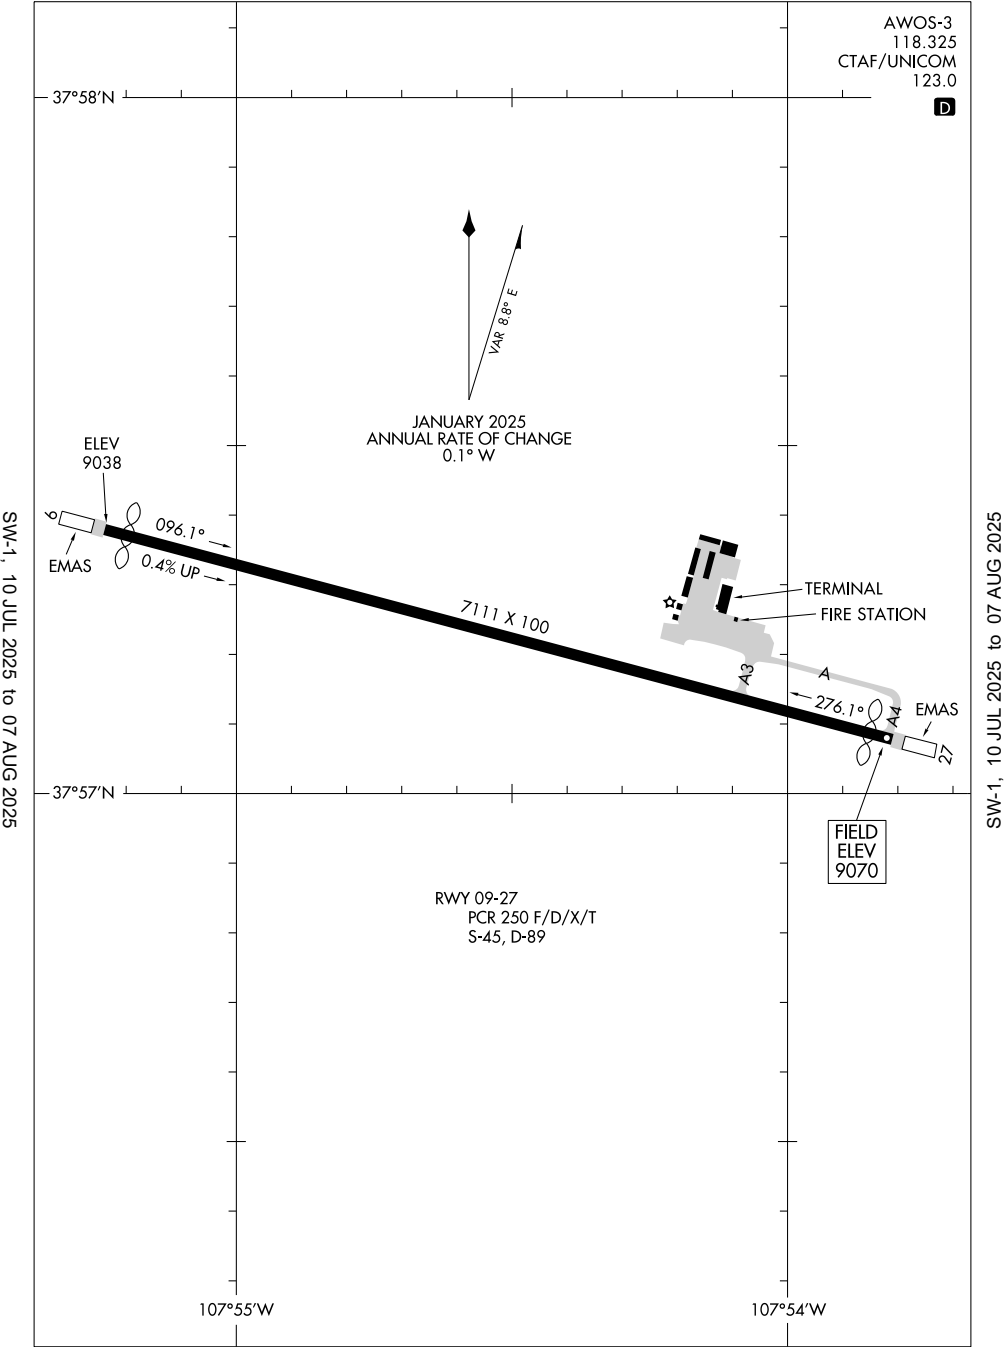 AWOS-3
118.325
CTAF/UNICOM
123.0
D
37°58'N
VAR 8.8° E
JANUARY 2025
ANNUAL RATE OF CHANGE
0.1° W
ELEV
9038
9
EMAS
096.1°
0.4% UP
7111 X 100
TERMINAL
FIRE STATION
A3
A
276.1°
A4
EMAS
27
37°57'N
FIELD
ELEV
9070
RWY 09-27
PCR 250 F/D/X/T
S-45, D-89
107°55'W
107°54'W
SW-1, 10 JUL 2025 to 07 AUG 2025
SW-1, 10 JUL 2025 to 07 AUG 2025